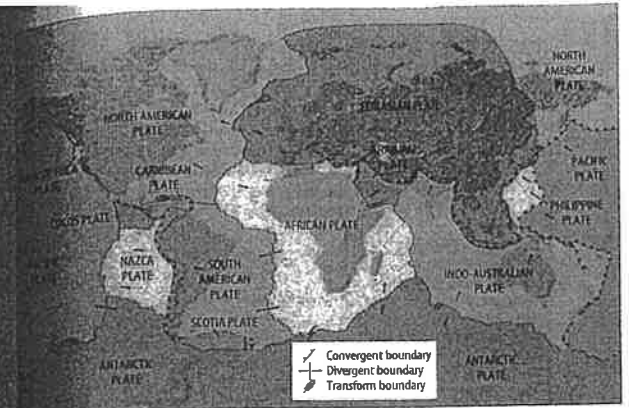 NORTH
AMERICAN
PLATE
NORTH AMERICAN
PLATE
EURASIAN PLATE
CARIBBEAN
PLATE
PLATE
PACIFIC
PLATE
PHILIPPINE
PLATE
COCOS PLATE
AFRICAN PLATE
NAZCA
PLATE
SOUTH
AMERICAN
PLATE
INDO-AUSTRALIAN
PLATE
SCOTIA PLATE
ANTARCTIC
PLATE
ANTARCTIC
PLATE
Convergent boundary
Divergent boundary
Transform boundary